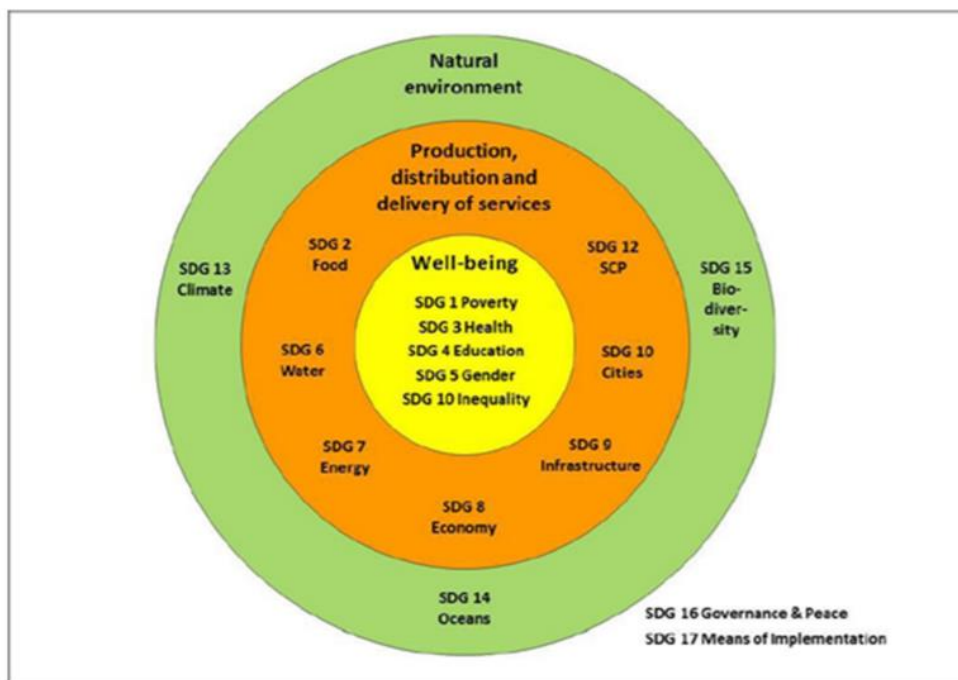 Natural
environment
Production,
distribution and
delivery of services
SDG 2
Food
SDG 12
SCP
Well-being
SDG 13
Climate
SDG 15
Bio-
diver-
sity
SDG 1 Poverty
SDG 3 Health
SDG 4 Education
SDG 5 Gender
SDG 10 Inequality
SDG 6
Water
SDG 10
Cities
SDG 7
Energy
SDG 9
Infrastructure
SDG 8
Economy
SDG 14
Oceans
SDG 16 Governance & Peace
SDG 17 Means of Implementation